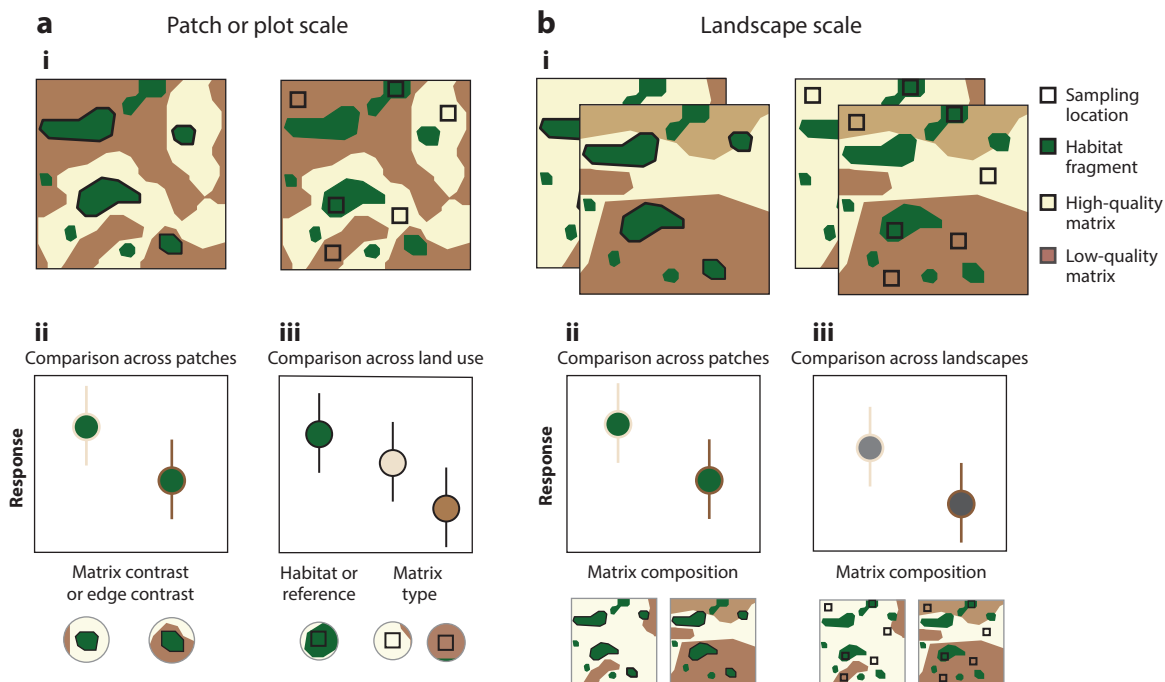 a Patch or plot scale
i
b Landscape scale
i
Sampling
location
Habitat
fragment
High-quality
matrix
Low-quality
matrix
ii
Comparison across patches
Response
Matrix contrast
or edge contrast
iii
Comparison across land use
Habitat or
reference
Matrix
type
ii
Comparison across patches
Response
Matrix composition
iii
Comparison across landscapes
Matrix composition